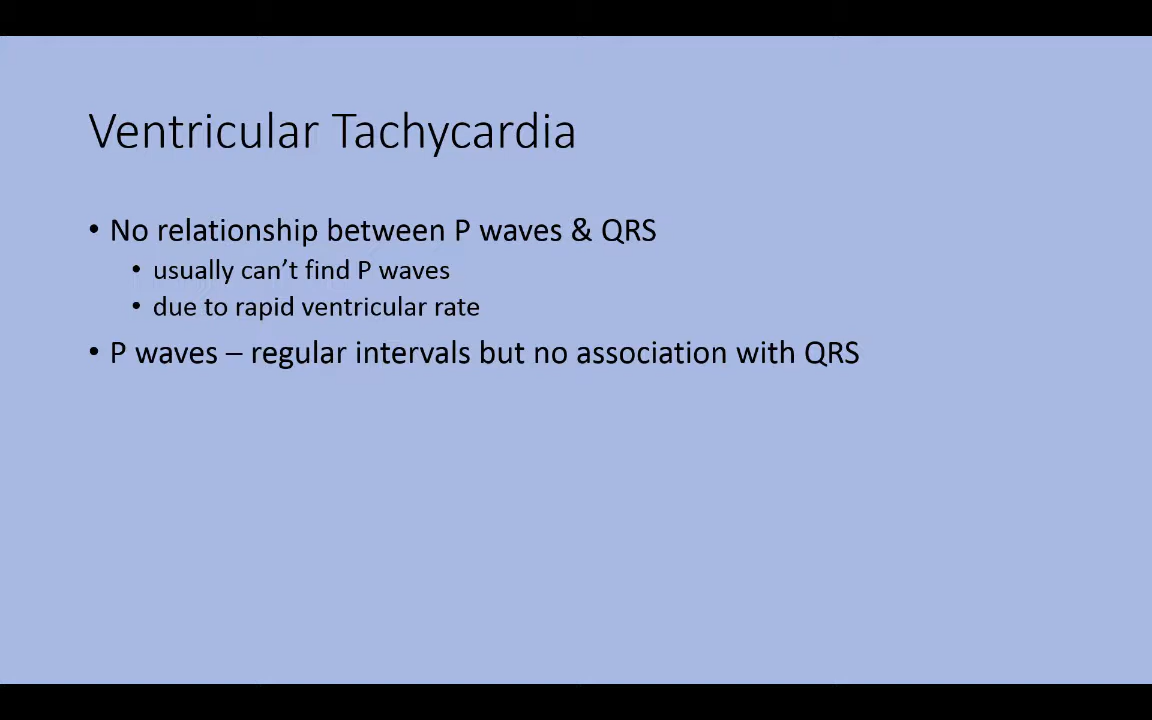 Ventricular Tachycardia
• No relationship between P waves & QRS
• usually can’t find P waves
• due to rapid ventricular rate
• P waves – regular intervals but no association with QRS